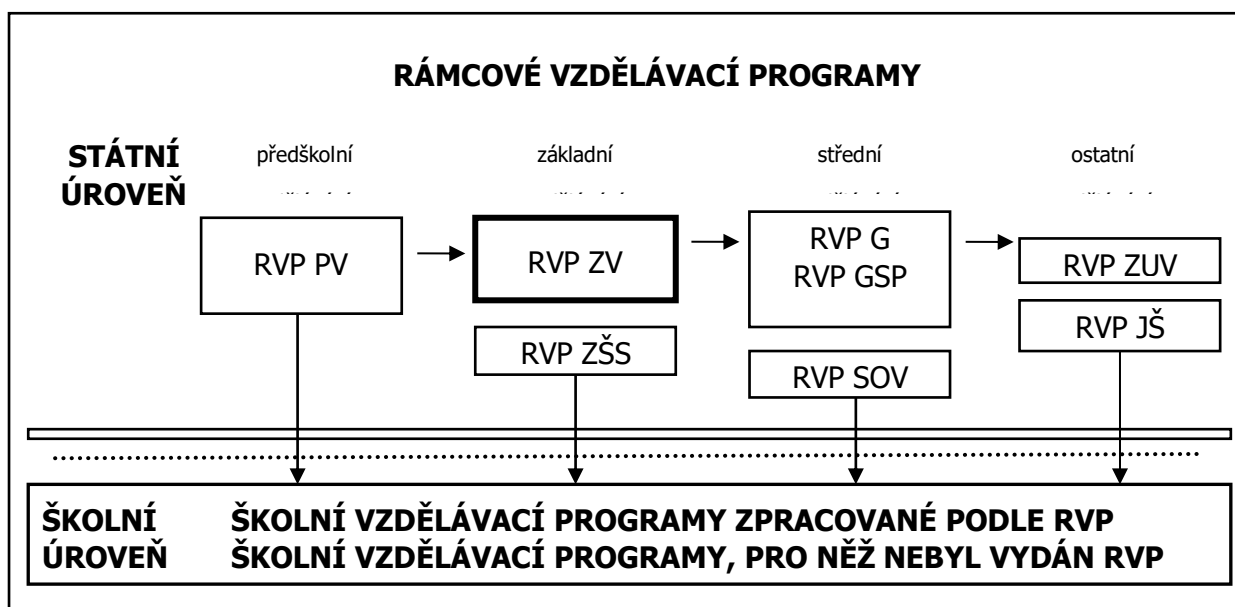 RÁMCOVÉ VZDĚLÁVACÍ PROGRAMY
STÁTNÍ
ÚROVEŇ
předškolní
základní
střední
ostatní
RVP PV
RVP ZV
RVP G
RVP GSP
RVP ZUV
RVP ZŠS
RVP SOV
RVP JŠ
ŠKOLNÍ
ÚROVEŇ
ŠKOLNÍ VZDĚLÁVACÍ PROGRAMY ZPRACOVANÉ PODLE RVP
ŠKOLNÍ VZDĚLÁVACÍ PROGRAMY, PRO NĚŽ NEBYL VYDÁN RVP